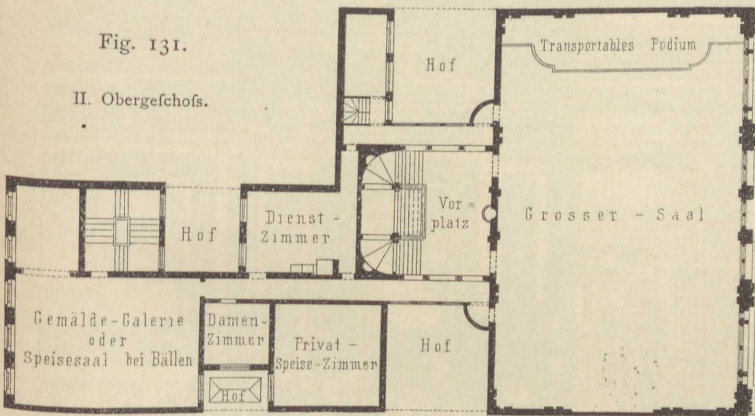 Fig. 131.
II. Obergeſchoſs.
Transportables Podium
Hof
Grosser - Saal
Vor=
platz
Dienst-
Zimmer
Hof
Gemälde-Galerie
oder
Speisesaal bei Bällen
Damen-
Zimmer
Hof
Privat-
Speise-Zimmer
Hof